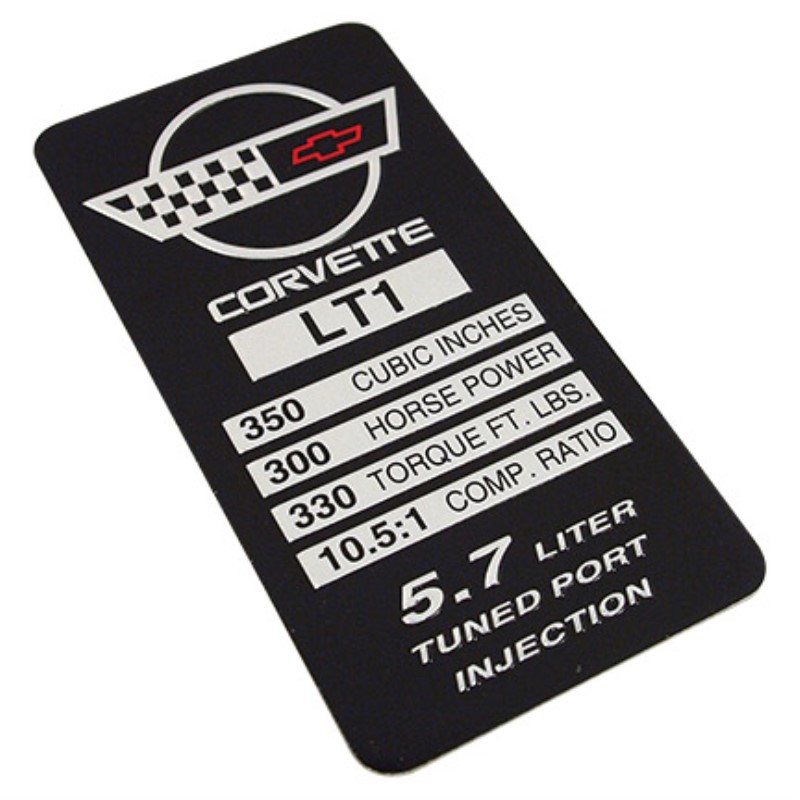 CORVETTE
LT1
350 CUBIC INCHES
300 HORSE POWER
330 TORQUE FT. LBS.
10.5:1 COMP. RATIO
5.7 LITER
TUNED PORT
INJECTION